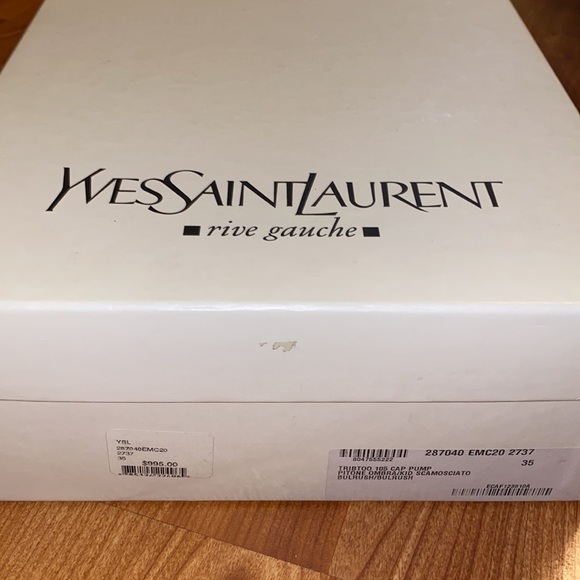 YVESSAINTLAURENT
rive gauche
YSL
287040EMC20
2737
35
$995.00
287040 EMC20 2737
35
TRIBTOO 105 CAP PUMP
PITONE OMBRA/KID SCAMOSCIATO
BULRUSH/BULRUSH